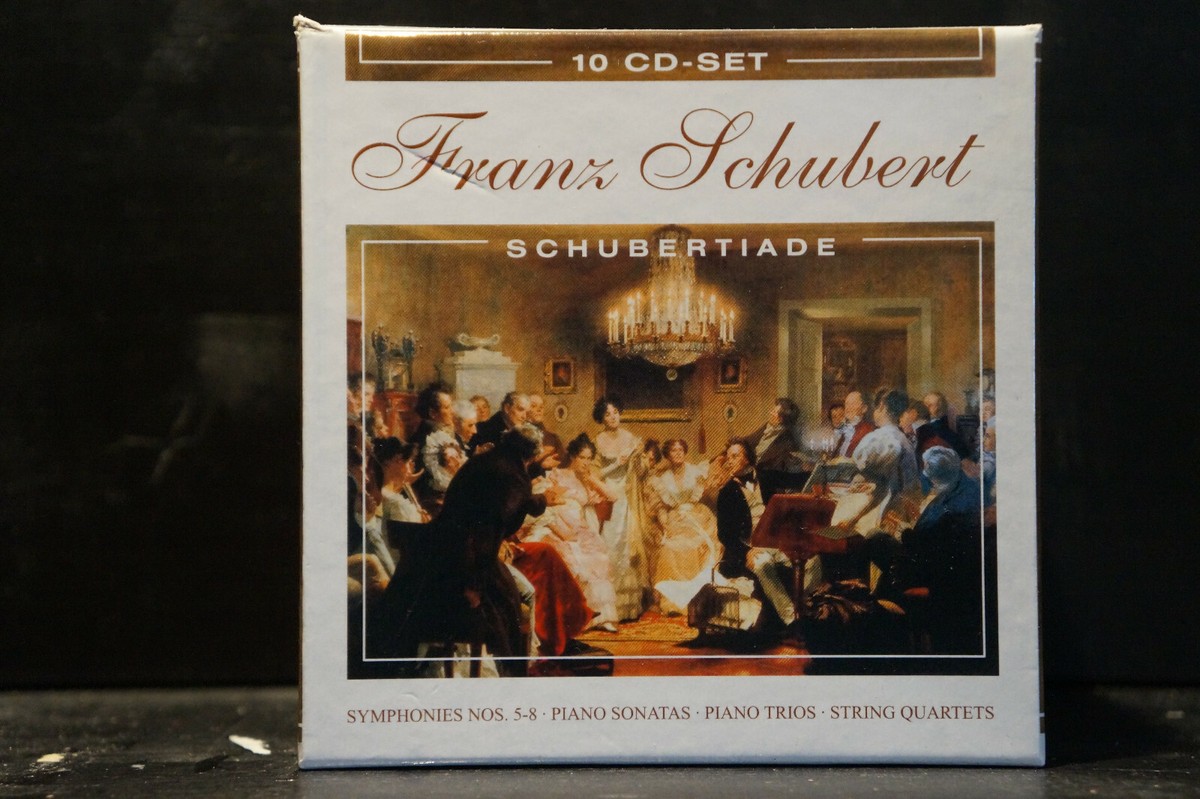 10 CD-SET
Franz Schubert
SCHUBERTIADE
SYMPHONIES NOS. 5-8 · PIANO SONATAS · PIANO TRIOS · STRING QUARTETS